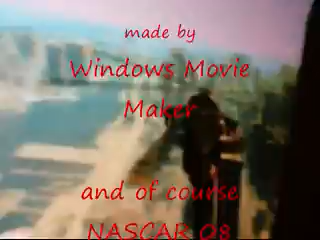 made by
Windows Movie
Maker
and of course
NASCAR 08